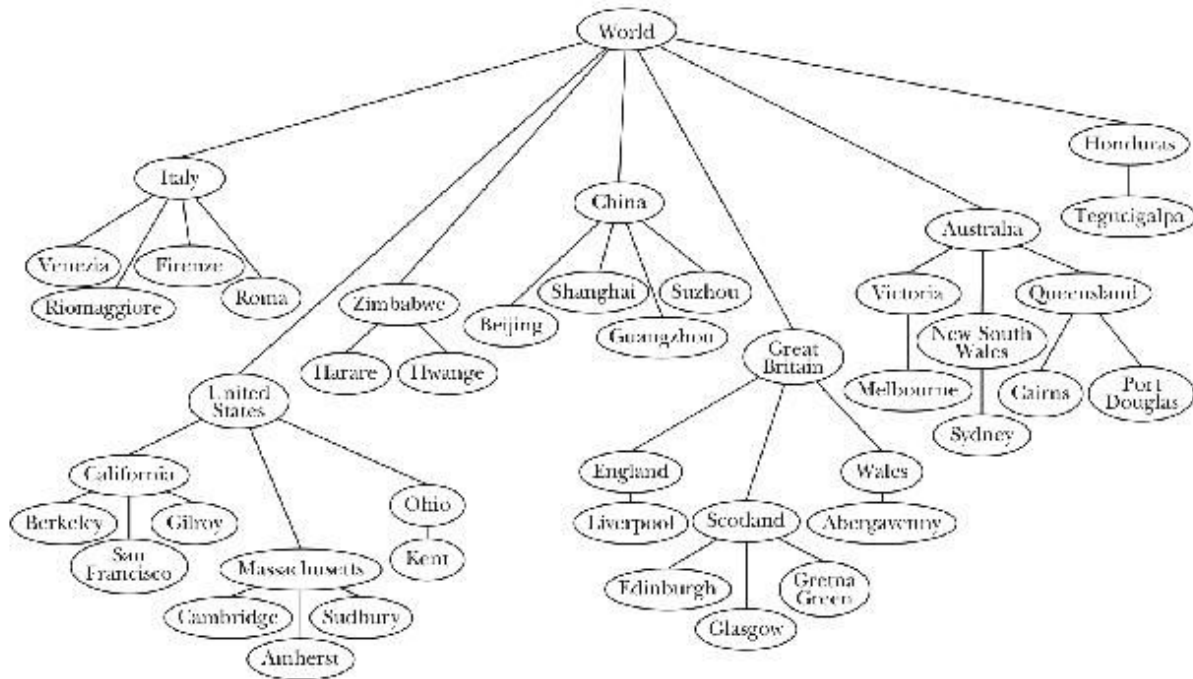 World
Honduras
Italy
China
Tegucigalpa
Australia
Venezia
Firenze
Riomaggiore
Roma
Zimbabwe
Shanghai
Suzhou
Beijing
Guangzhou
Victoria
Queensland
New South
Wales
Harare
Hwange
Great
Britain
Melbourne
Cairns
Port
Douglas
United
States
Sydney
California
England
Wales
Berkeley
Gilroy
Ohio
Liverpool
Scotland
Abergavenny
San
Francisco
Massachusetts
Kent
Edinburgh
Gretna
Green
Cambridge
Sudbury
Glasgow
Amherst